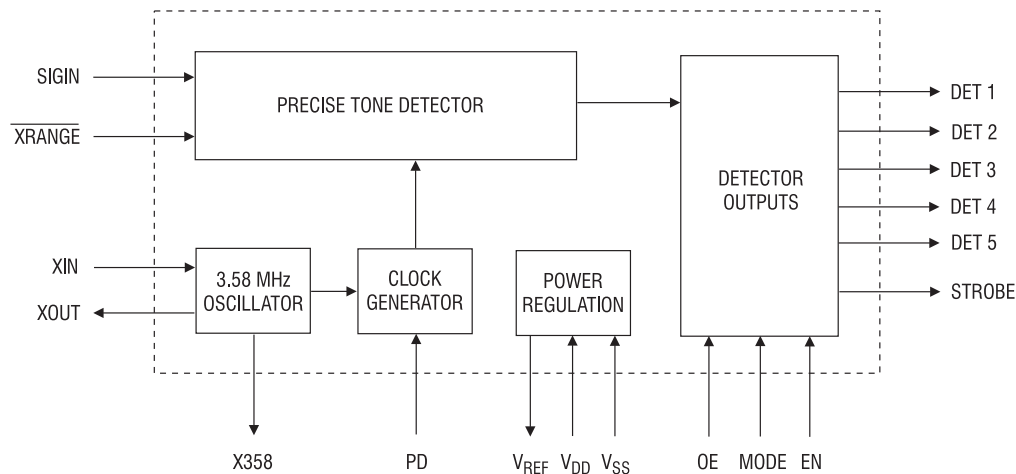 SIGIN
PRECISE TONE DETECTOR
XRANGE
DETECTOR
OUTPUTS
DET 1
DET 2
DET 3
DET 4
DET 5
STROBE
XIN
XOUT
3.58 MHz
OSCILLATOR
CLOCK
GENERATOR
POWER
REGULATION
X358
PD
VREF
VDD
VSS
OE
MODE
EN